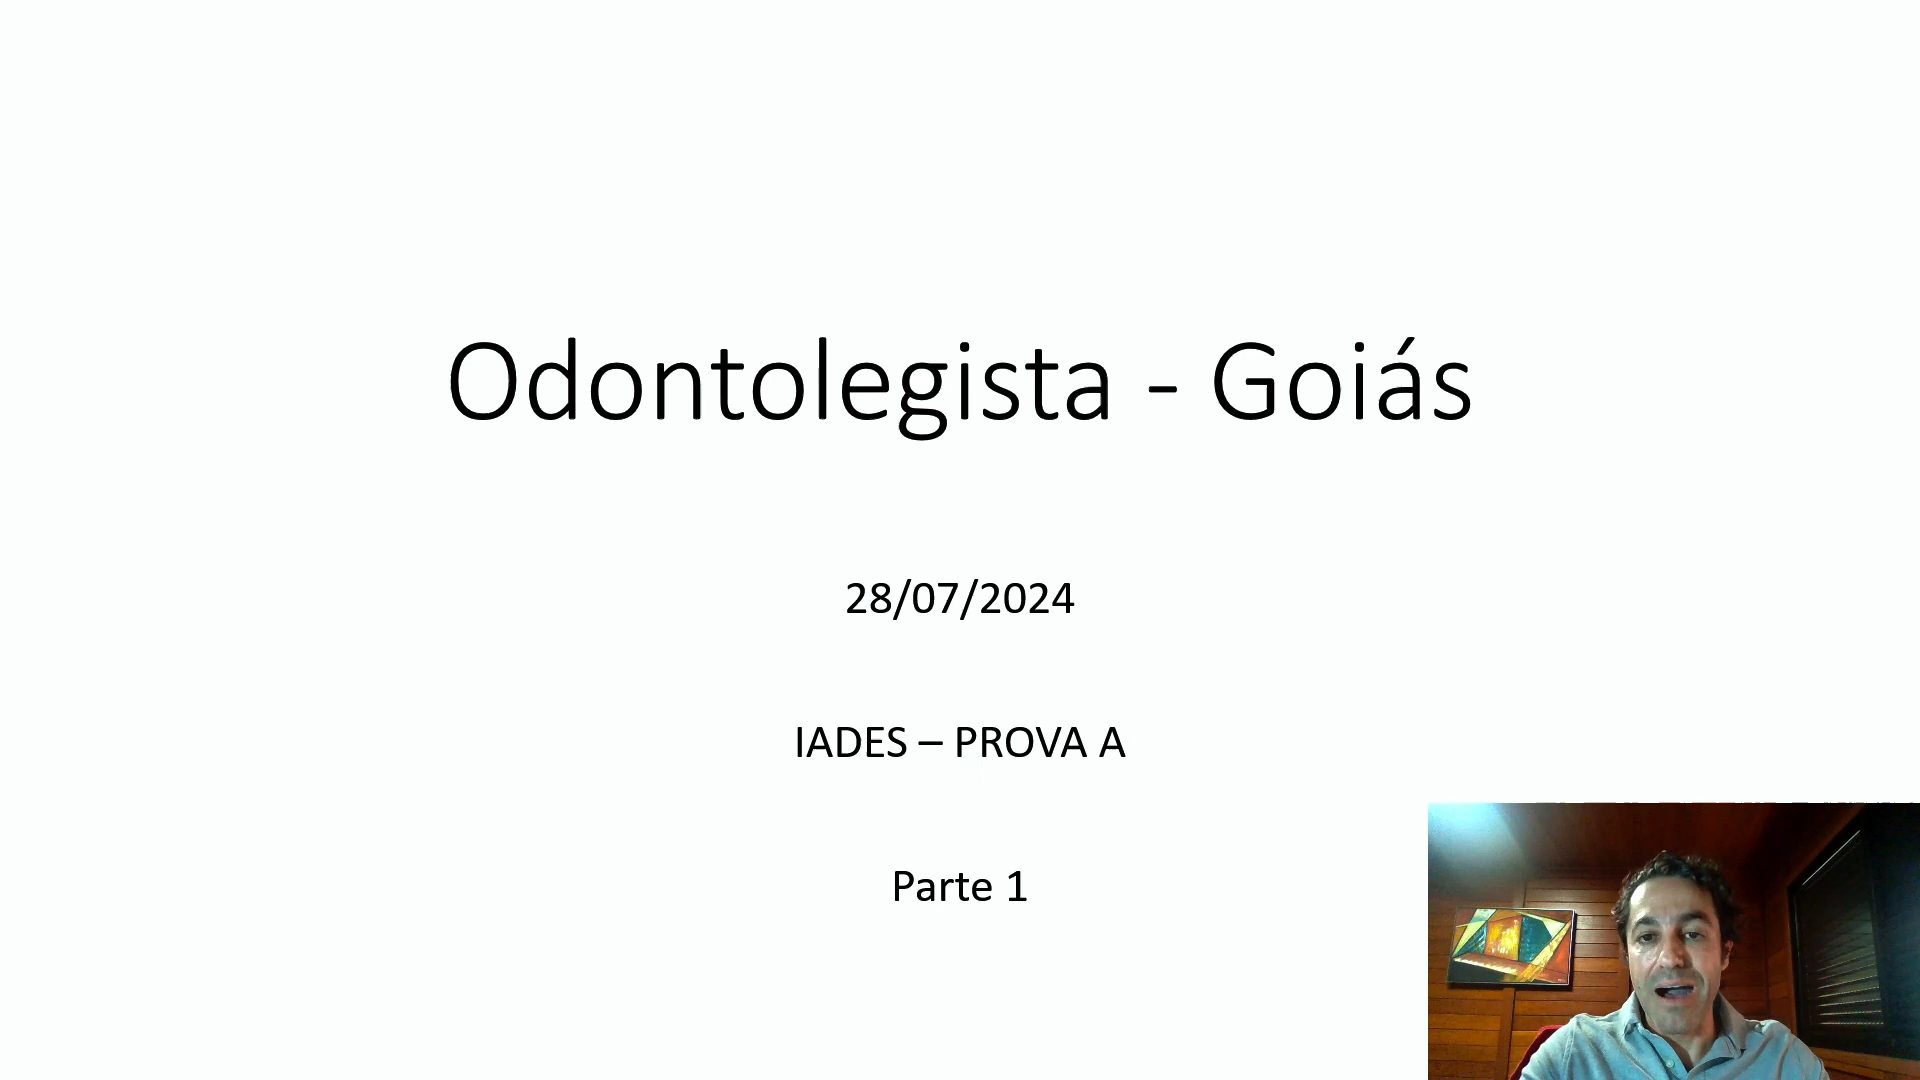 Odontolegista - Goiás
28/07/2024
IADES – PROVA A
Parte 1